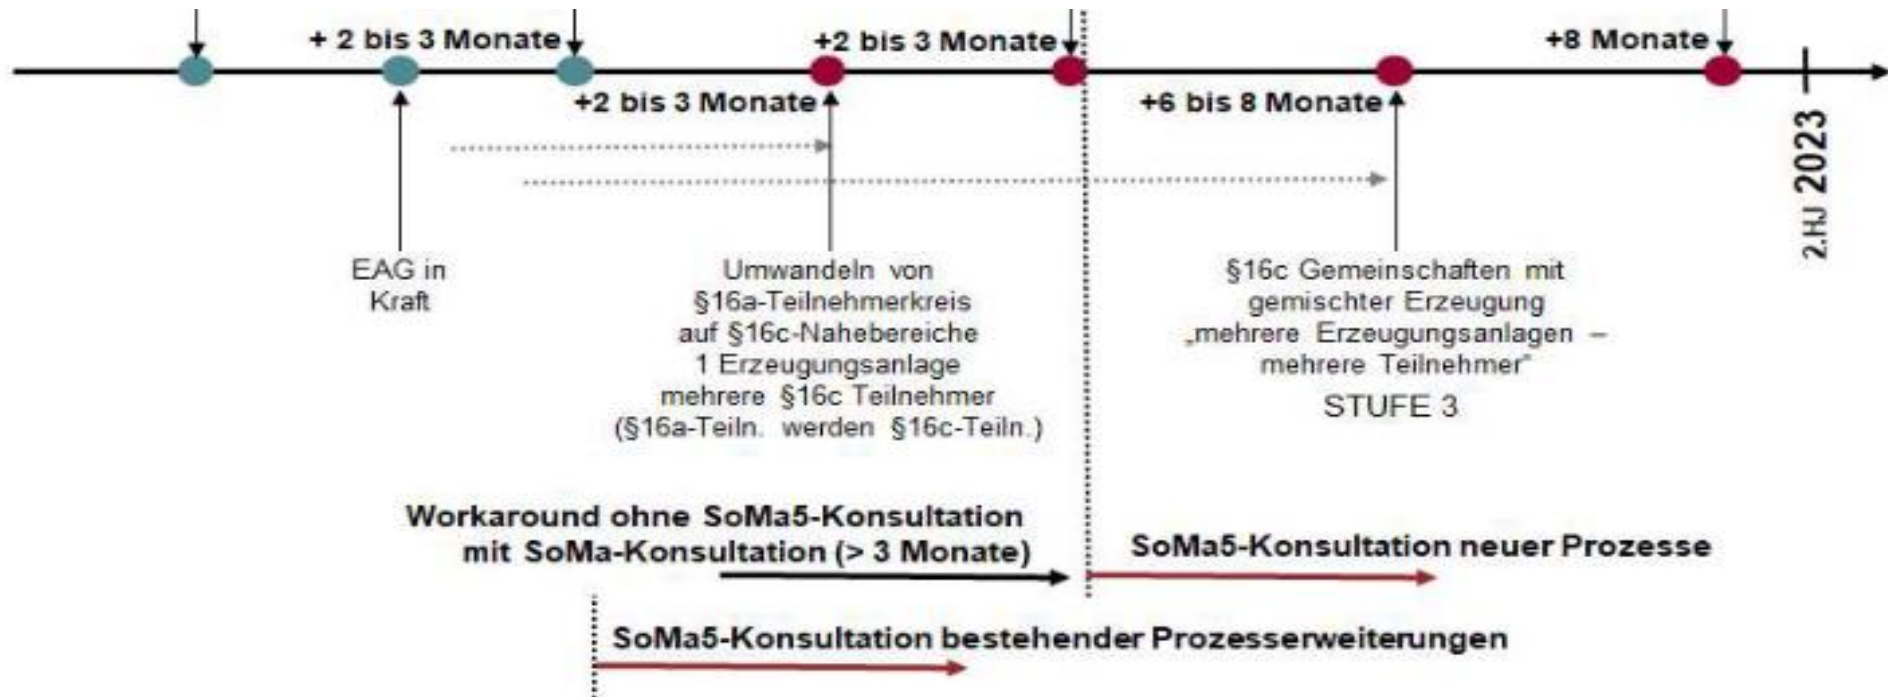 + 2 bis 3 Monate
+2 bis 3 Monate
+8 Monate
+2 bis 3 Monate
+6 bis 8 Monate
2.HJ 2023
EAG in
Kraft
Umwandeln von
§16a-Teilnehmerkreis
auf §16c-Nahebereiche
1 Erzeugungsanlage
mehrere §16c Teilnehmer
(§16a-Teiln. werden §16c-Teiln.)
§16c Gemeinschaften mit
gemischter Erzeugung
„mehrere Erzeugungsanlagen –
mehrere Teilnehmer“
STUFE 3
Workaround ohne SoMa5-Konsultation
mit SoMa-Konsultation (> 3 Monate)
SoMa5-Konsultation neuer Prozesse
SoMa5-Konsultation bestehender Prozesserweiterungen